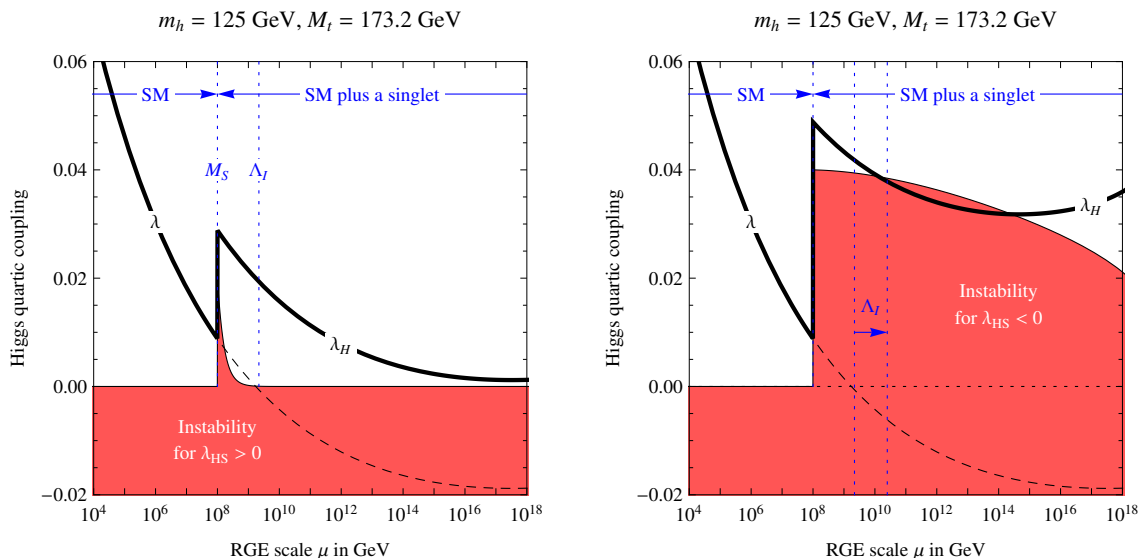 m_h = 125 GeV, M_t = 173.2 GeV
0.06
0.04
0.02
0.00
−0.02
Higgs quartic coupling
SM
SM plus a singlet
M_S
Λ_I
λ
λ_H
Instability
for λ_HS > 0
10^4
10^6
10^8
10^10
10^12
10^14
10^16
10^18
RGE scale μ in GeV
m_h = 125 GeV, M_t = 173.2 GeV
0.06
0.04
0.02
0.00
−0.02
Higgs quartic coupling
SM
SM plus a singlet
λ
λ_H
Instability
for λ_HS < 0
Λ_I
10^4
10^6
10^8
10^10
10^12
10^14
10^16
10^18
RGE scale μ in GeV